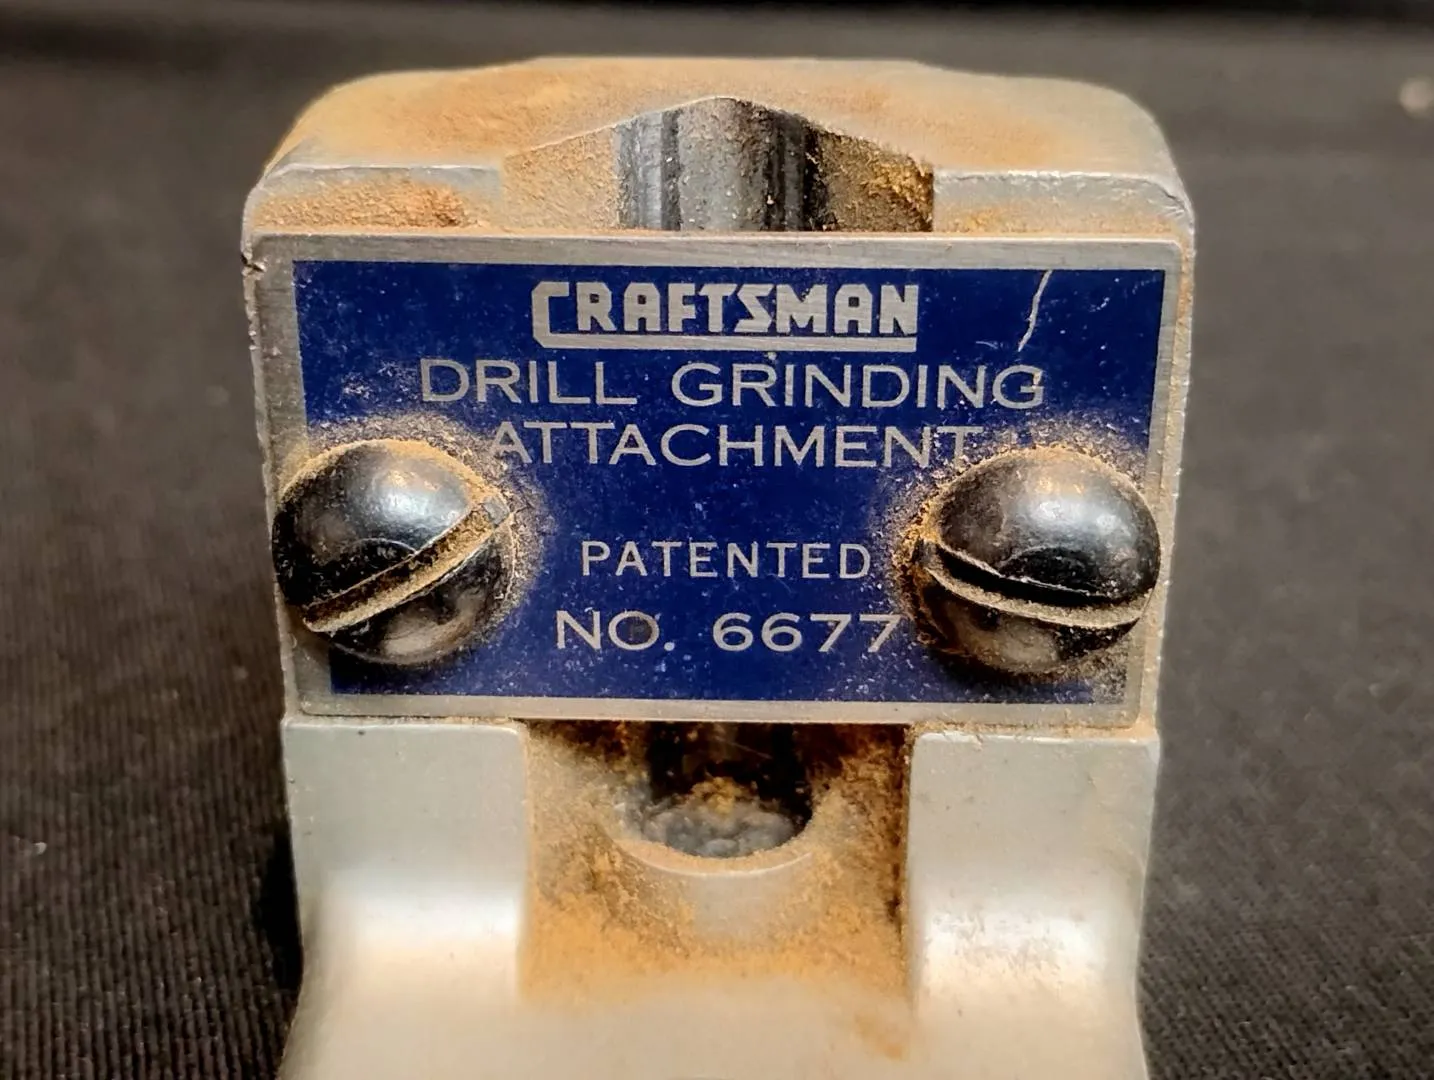 CRAFTSMAN
DRILL GRINDING
ATTACHMENT
PATENTED
NO. 6677